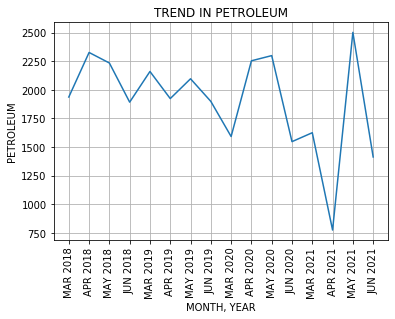 TREND IN PETROLEUM
2500
2250
2000
1750
1500
1250
1000
750
PETROLEUM
MAR 2018
APR 2018
MAY 2018
JUN 2018
MAR 2019
APR 2019
MAY 2019
JUN 2019
MAR 2020
APR 2020
MAY 2020
JUN 2020
MAR 2021
APR 2021
MAY 2021
JUN 2021
MONTH, YEAR